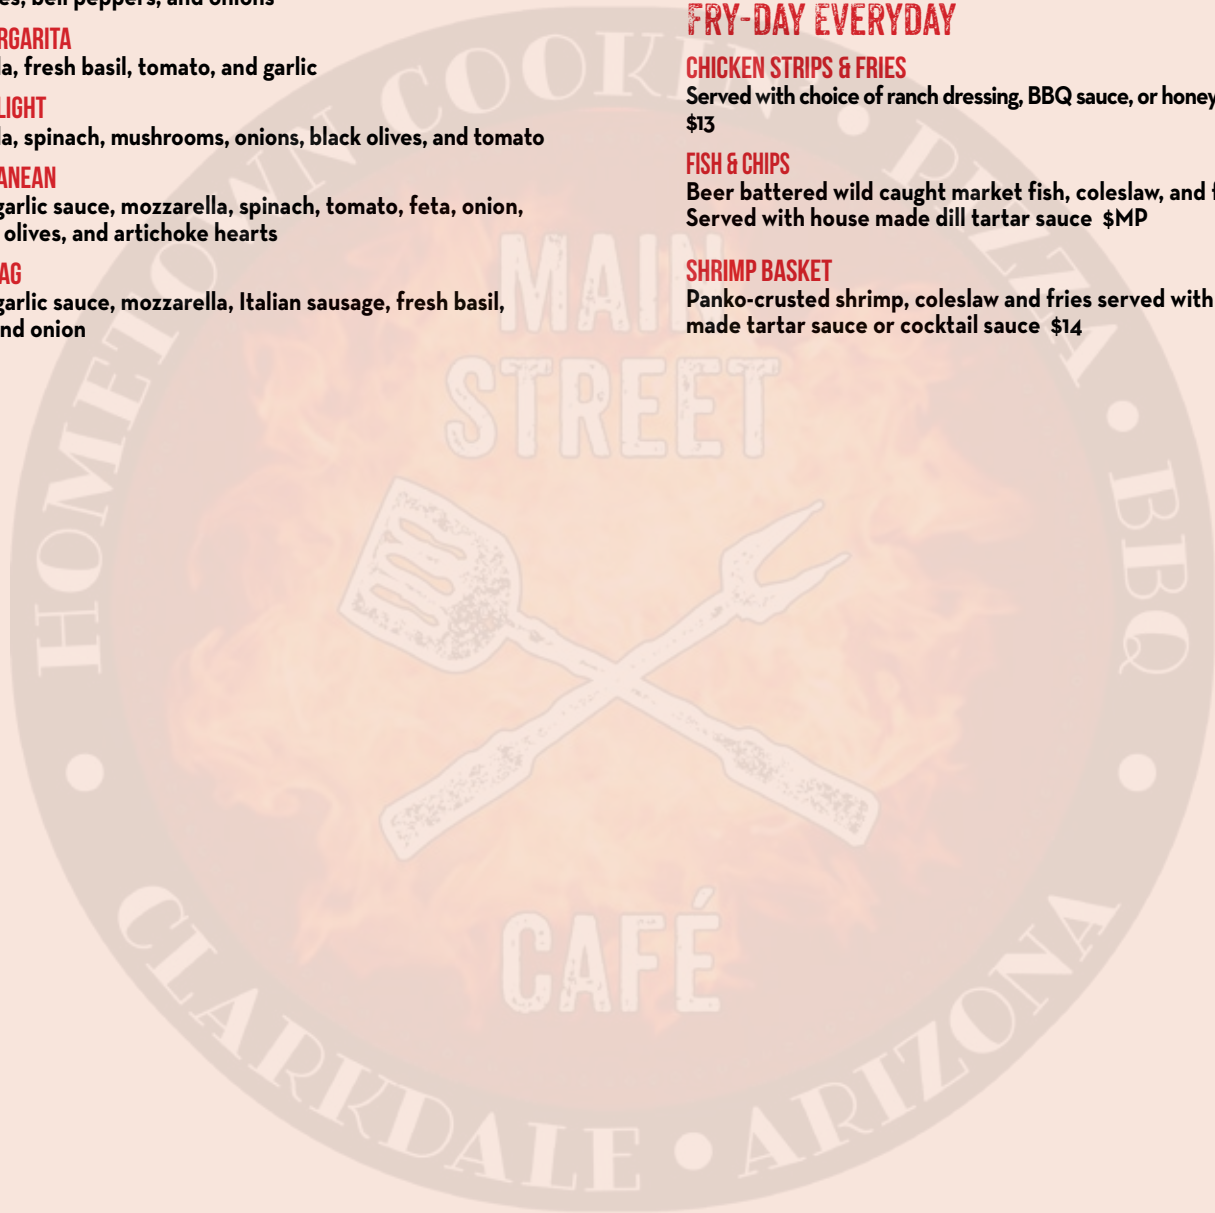 es, bell peppers, and onions
RGARITA
la, fresh basil, tomato, and garlic
LIGHT
la, spinach, mushrooms, onions, black olives, and tomato
ANEAN
garlic sauce, mozzarella, spinach, tomato, feta, onion,
olives, and artichoke hearts
AG
garlic sauce, mozzarella, Italian sausage, fresh basil,
nd onion
FRY-DAY EVERYDAY
CHICKEN STRIPS & FRIES
Served with choice of ranch dressing, BBQ sauce, or honey
$13
FISH & CHIPS
Beer battered wild caught market fish, coleslaw, and f
Served with house made dill tartar sauce $MP
SHRIMP BASKET
Panko-crusted shrimp, coleslaw and fries served with
made tartar sauce or cocktail sauce $14
HOMETOWN COOKIN • PIZZA • BBQ
MAIN
STREET
CAFÉ
• CLARKDALE • ARIZONA •